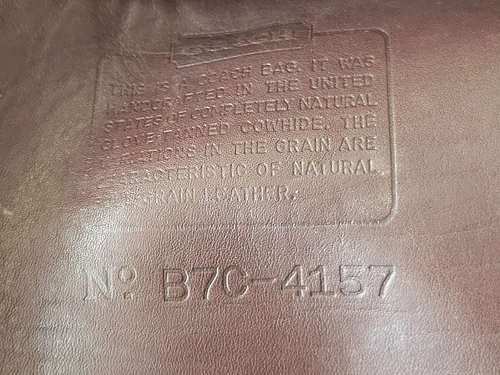 COACH
THIS IS A COACH BAG. IT WAS
HANDCRAFTED IN THE UNITED
STATES OF COMPLETELY NATURAL
GLOVE TANNED COWHIDE. THE
VARIATIONS IN THE GRAIN ARE
CHARACTERISTIC OF NATURAL
GRAIN LEATHER.
Nº B7C-4157